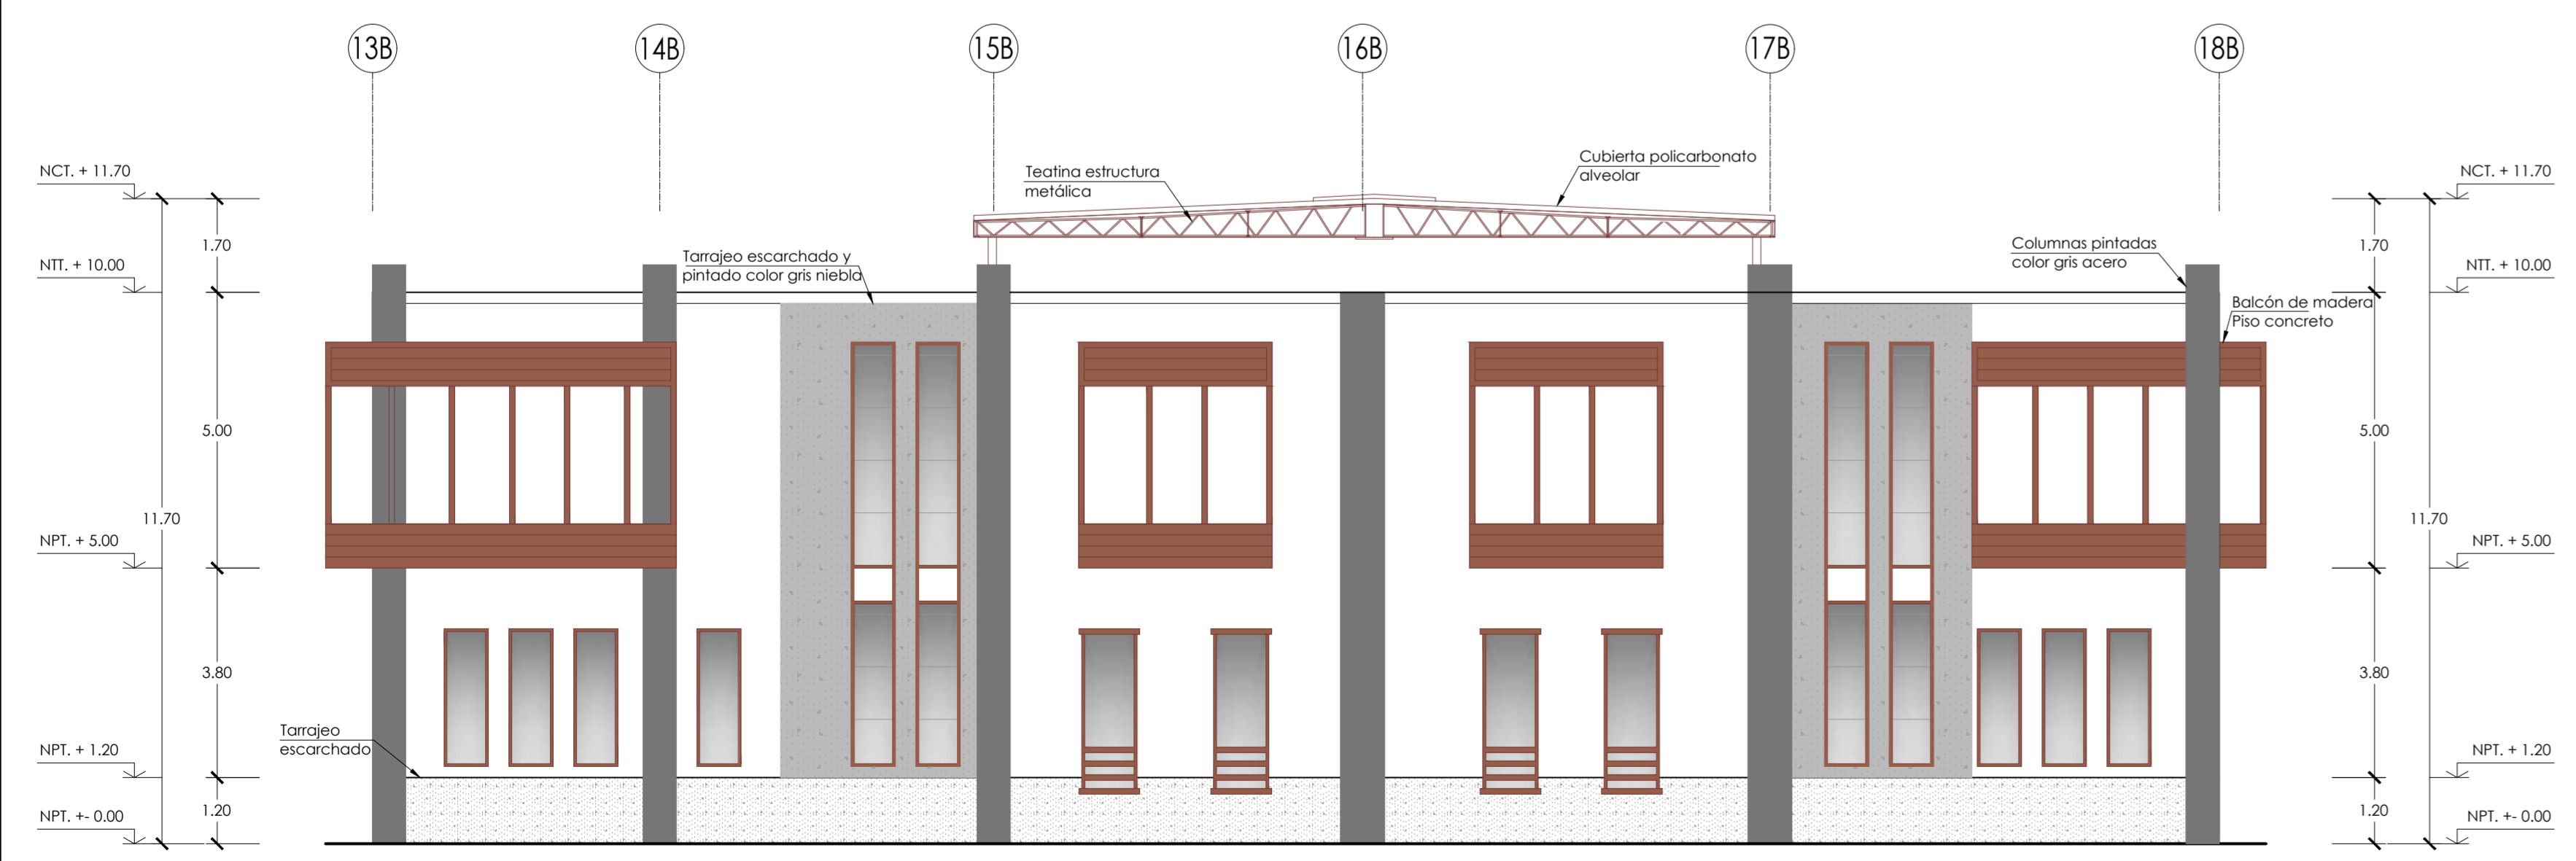 13B
14B
15B
16B
17B
18B
NCT. + 11.70
NTT. + 10.00
NPT. + 5.00
NPT. + 1.20
NPT. +- 0.00
11.70
1.70
5.00
3.80
1.20
Tarrajeo
escarchado
Tarrajeo escarchado y
pintado color gris niebla
Teatina estructura
metálica
Cubierta policarbonato
alveolar
Columnas pintadas
color gris acero
Balcón de madera
Piso concreto
1.70
5.00
3.80
1.20
11.70
NCT. + 11.70
NTT. + 10.00
NPT. + 5.00
NPT. + 1.20
NPT. +- 0.00